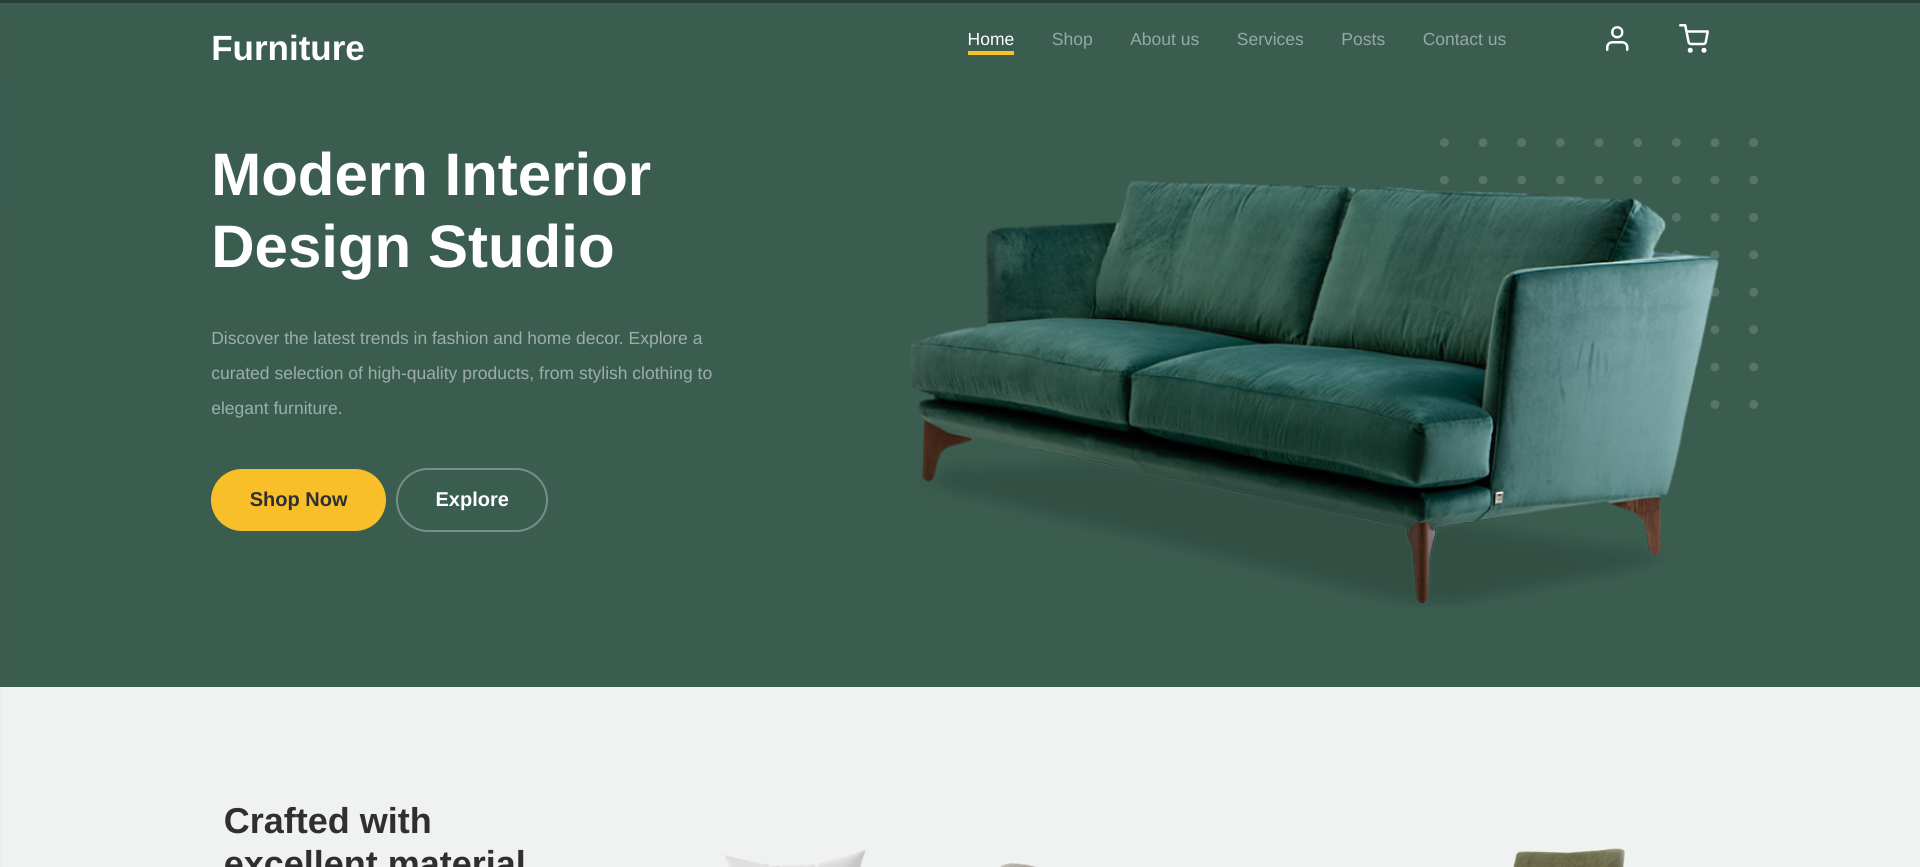 Furniture
Home Shop About us Services Posts Contact us
Modern Interior
Design Studio
Discover the latest trends in fashion and home decor. Explore a
curated selection of high-quality products, from stylish clothing to
elegant furniture.
Shop Now Explore
Crafted with
excellent material